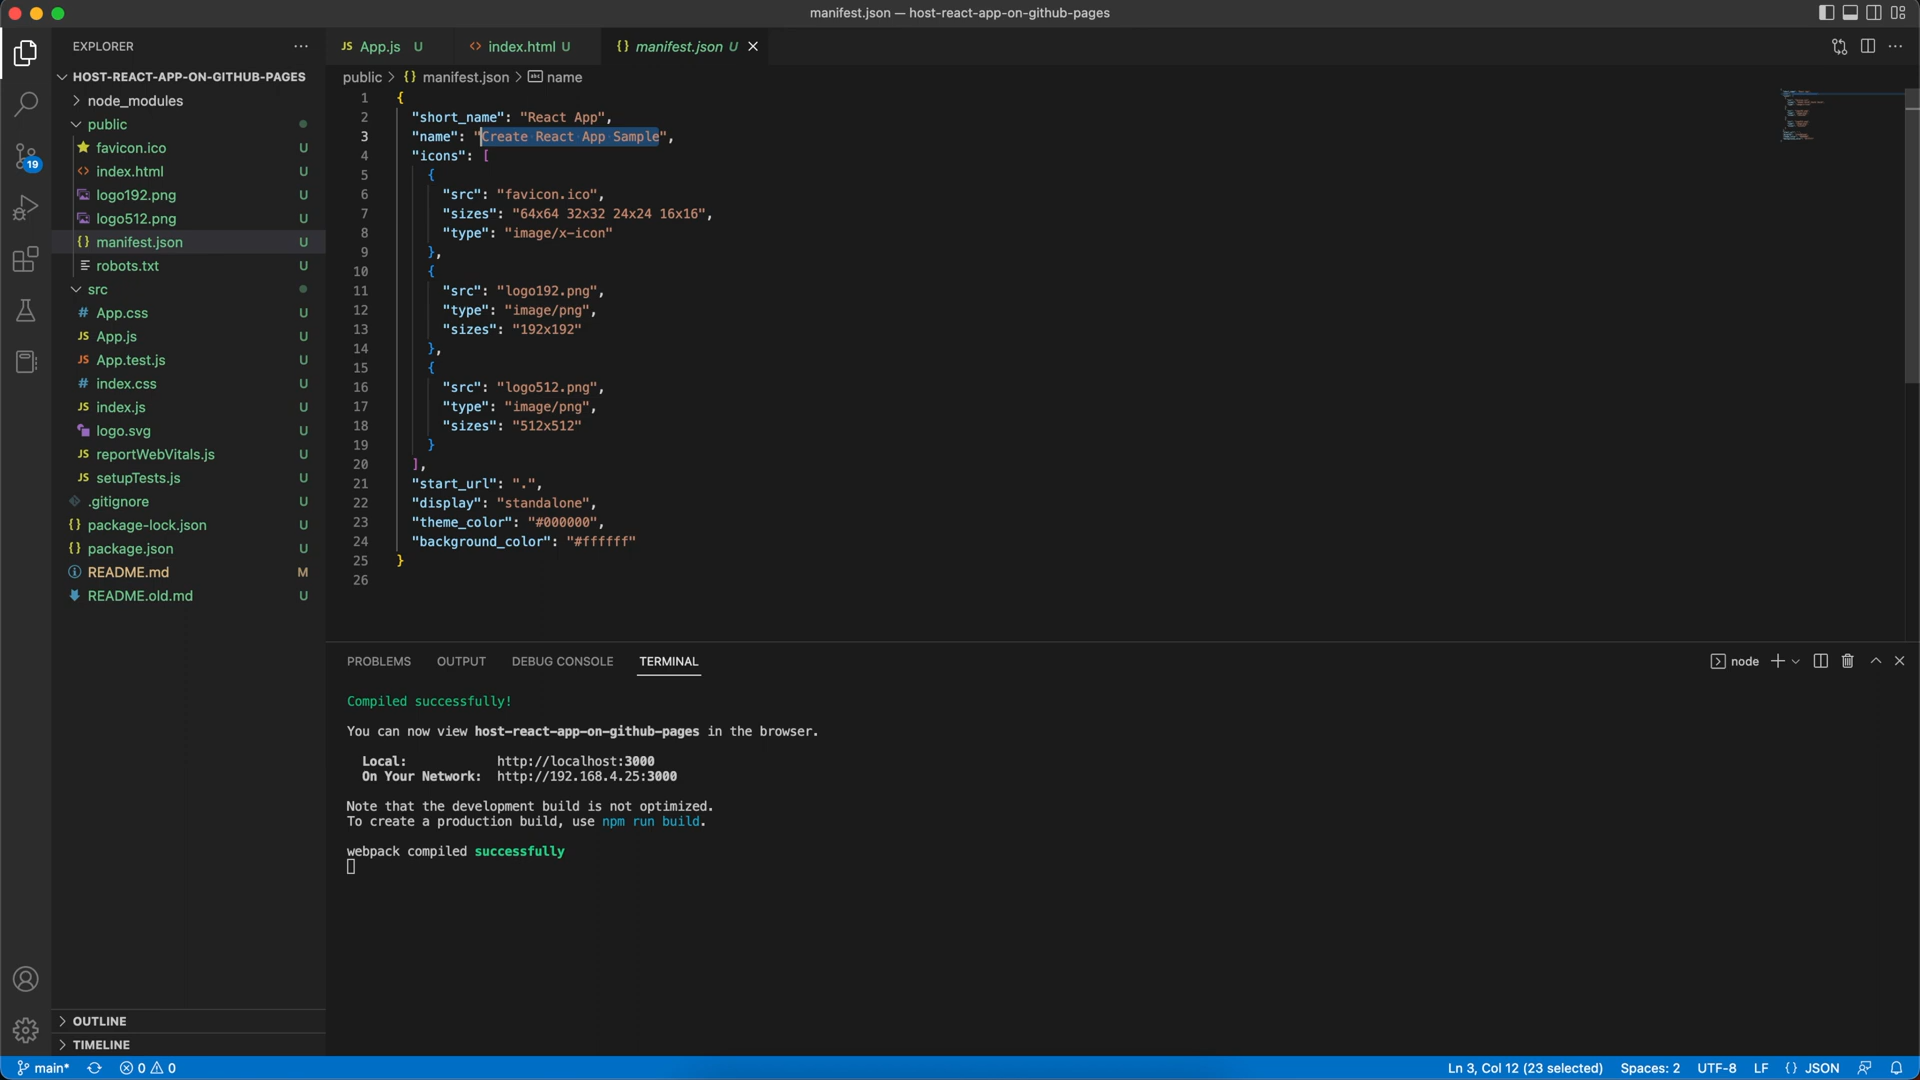 manifest.json — host-react-app-on-github-pages
EXPLORER
HOST-REACT-APP-ON-GITHUB-PAGES
node_modules
public
favicon.ico U
index.html U
logo192.png U
logo512.png U
{} manifest.json U
robots.txt U
src
# App.css U
JS App.js U
JS App.test.js U
# index.css U
JS index.js U
logo.svg U
JS reportWebVitals.js U
JS setupTests.js U
.gitignore U
{} package-lock.json U
{} package.json U
README.md M
README.old.md U
OUTLINE
TIMELINE
19
JS App.js U
<> index.html U
{} manifest.json U
public > {} manifest.json > abc name
1 {
2 "short_name": "React App",
3 "name": "Create React App Sample",
4 "icons": [
5 {
6 "src": "favicon.ico",
7 "sizes": "64x64 32x32 24x24 16x16",
8 "type": "image/x-icon"
9 },
10 {
11 "src": "logo192.png",
12 "type": "image/png",
13 "sizes": "192x192"
14 },
15 {
16 "src": "logo512.png",
17 "type": "image/png",
18 "sizes": "512x512"
19 }
20 ],
21 "start_url": ".",
22 "display": "standalone",
23 "theme_color": "#000000",
24 "background_color": "#ffffff"
25 }
26
PROBLEMS OUTPUT DEBUG CONSOLE TERMINAL
node
Compiled successfully!
You can now view host-react-app-on-github-pages in the browser.
Local: http://localhost:3000
On Your Network: http://192.168.4.25:3000
Note that the development build is not optimized.
To create a production build, use npm run build.
webpack compiled successfully
main* 0 0
Ln 3, Col 12 (23 selected) Spaces: 2 UTF-8 LF {} JSON